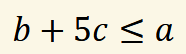 b + 5c ≤ a